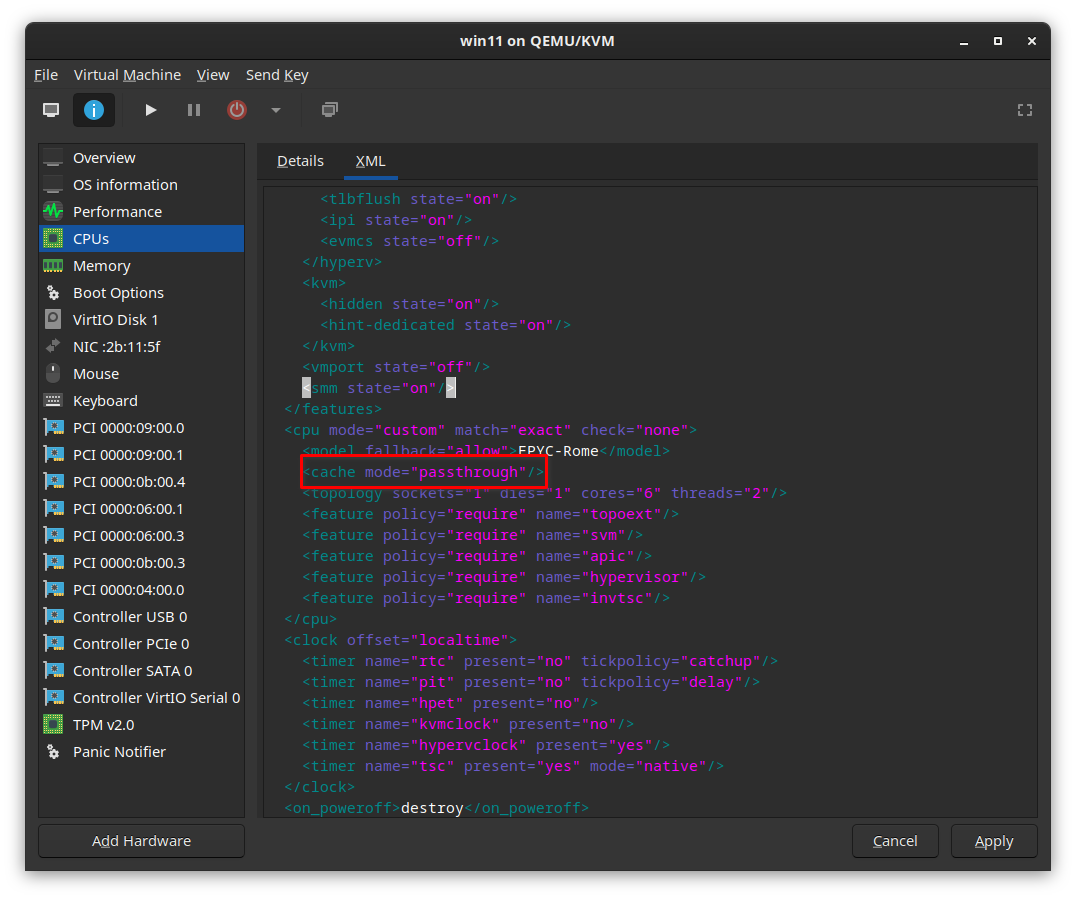 win11 on QEMU/KVM
File Virtual Machine View Send Key
Overview
OS information
Performance
CPUs
Memory
Boot Options
VirtIO Disk 1
NIC :2b:11:5f
Mouse
Keyboard
PCI 0000:09:00.0
PCI 0000:09:00.1
PCI 0000:0b:00.4
PCI 0000:06:00.1
PCI 0000:06:00.3
PCI 0000:0b:00.3
PCI 0000:04:00.0
Controller USB 0
Controller PCIe 0
Controller SATA 0
Controller VirtIO Serial 0
TPM v2.0
Panic Notifier
Add Hardware
Details XML
<tlbflush state="on"/>
<ipi state="on"/>
<evmcs state="off"/>
</hyperv>
<kvm>
<hidden state="on"/>
<hint-dedicated state="on"/>
</kvm>
<vmport state="off"/>
<smm state="on"/>
</features>
<cpu mode="custom" match="exact" check="none">
<model fallback="allow">EPYC-Rome</model>
<cache mode="passthrough"/>
<topology sockets="1" dies="1" cores="6" threads="2"/>
<feature policy="require" name="topoext"/>
<feature policy="require" name="svm"/>
<feature policy="require" name="apic"/>
<feature policy="require" name="hypervisor"/>
<feature policy="require" name="invtsc"/>
</cpu>
<clock offset="localtime">
<timer name="rtc" present="no" tickpolicy="catchup"/>
<timer name="pit" present="no" tickpolicy="delay"/>
<timer name="hpet" present="no"/>
<timer name="kvmclock" present="no"/>
<timer name="hypervclock" present="yes"/>
<timer name="tsc" present="yes" mode="native"/>
</clock>
<on_poweroff>destroy</on_poweroff>
Cancel Apply